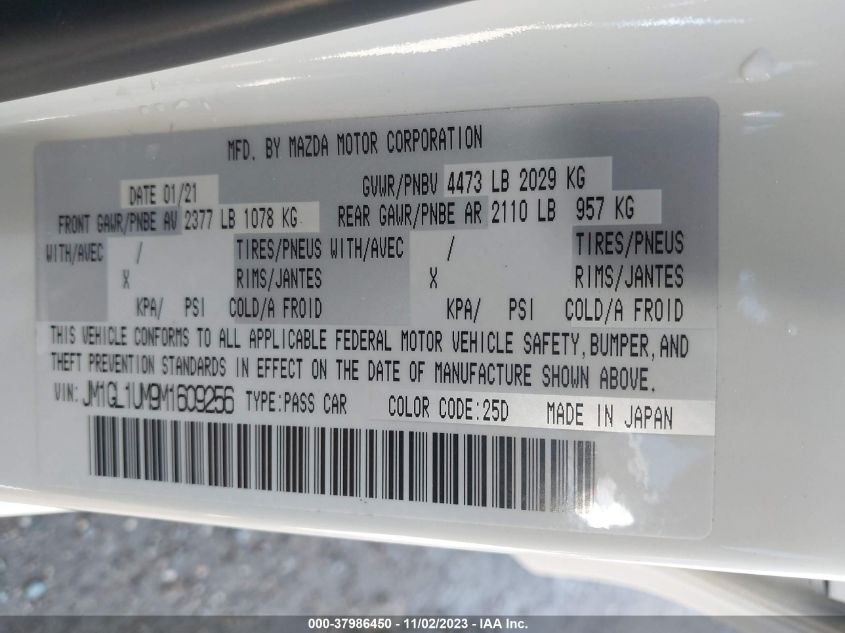 MFD. BY MAZDA MOTOR CORPORATION
DATE 01/21 GVWR/PNBV 4473 LB 2029 KG
FRONT GAWR/PNBE AV 2377 LB 1078 KG REAR GAWR/PNBE AR 2110 LB 957 KG
WITH/AVEC / TIRES/PNEUS WITH/AVEC / TIRES/PNEUS
X RIMS/JANTES X RIMS/JANTES
KPA/ PSI COLD/A FROID KPA/ PSI COLD/A FROID
THIS VEHICLE CONFORMS TO ALL APPLICABLE FEDERAL MOTOR VEHICLE SAFETY, BUMPER, AND
THEFT PREVENTION STANDARDS IN EFFECT ON THE DATE OF MANUFACTURE SHOWN ABOVE.
VIN: JM1GL1UM9M1609256 TYPE:PASS CAR COLOR CODE:25D MADE IN JAPAN
000-37986450 - 11/02/2023 - © IAA Holdings, LLC.